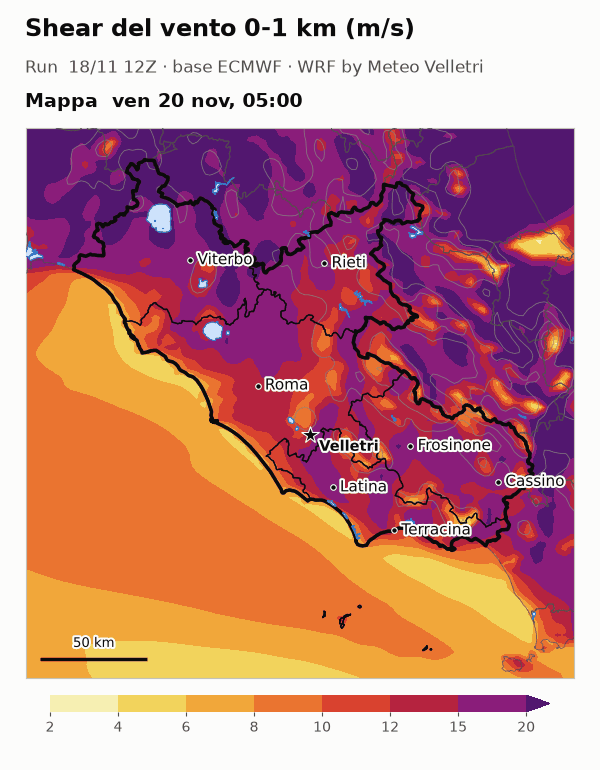 Shear del vento 0-1 km (m/s)
Run  18/11 12Z · base ECMWF · WRF by Meteo Velletri
Mappa  ven 20 nov, 05:00
Viterbo
Rieti
Roma
Velletri
Frosinone
Latina
Cassino
Terracina
50 km
2 4 6 8 10 12 15 20